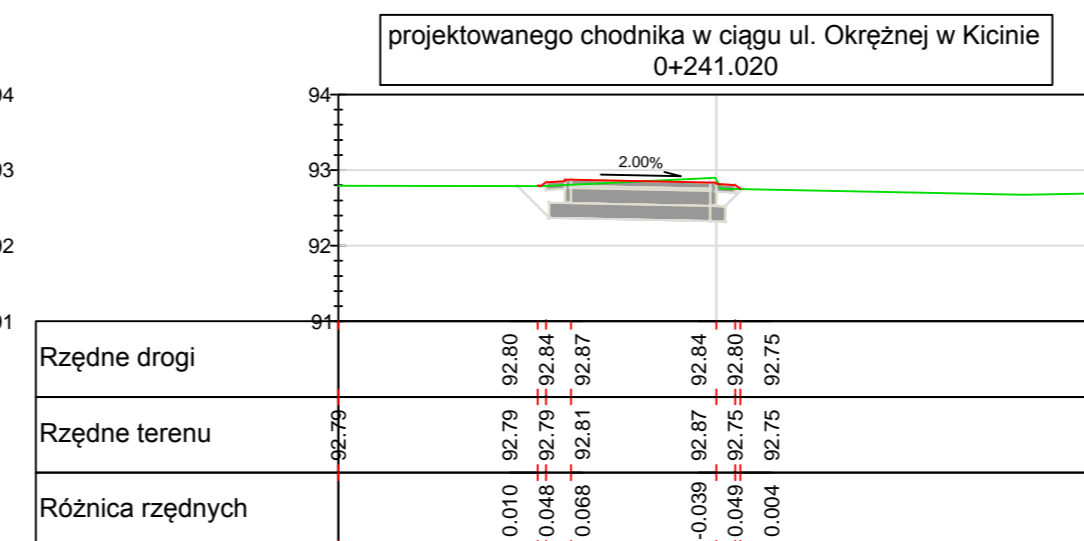 projektowanego chodnika w ciągu ul. Okrężnej w Kicinie
0+241.020
94
93
2.00%
92
91
Rzędne drogi 92.80 92.84 92.87 92.84 92.80 92.75
Rzędne terenu 92.79 92.79 92.79 92.81 92.87 92.75 92.75
Różnica rzędnych 0.010 0.048 0.068 -0.039 0.049 0.004